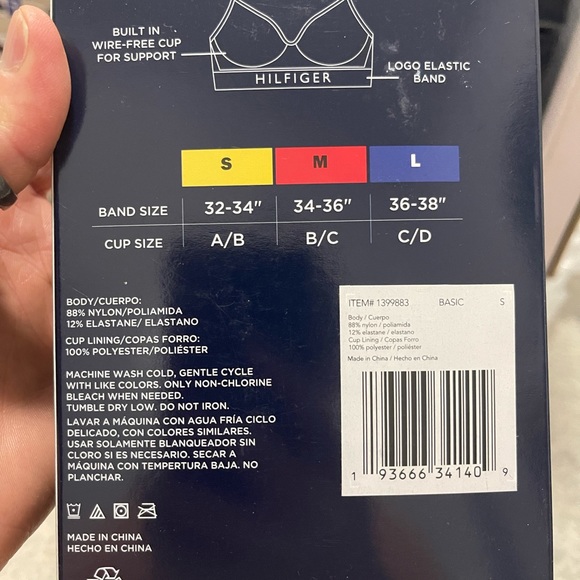 BUILT IN
WIRE-FREE CUP
FOR SUPPORT
HILFIGER
LOGO ELASTIC
BAND
S M L
BAND SIZE 32-34" 34-36" 36-38"
CUP SIZE A/B B/C C/D
BODY/CUERPO:
88% NYLON/POLIAMIDA
12% ELASTANE/ ELASTANO
CUP LINING/COPAS FORRO:
100% POLYESTER/POLIÉSTER
MACHINE WASH COLD, GENTLE CYCLE
WITH LIKE COLORS. ONLY NON-CHLORINE
BLEACH WHEN NEEDED.
TUMBLE DRY LOW. DO NOT IRON.
LAVAR A MÁQUINA CON AGUA FRÍA CICLO
DELICADO, CON COLORES SIMILARES.
USAR SOLAMENTE BLANQUEADOR SIN
CLORO SI ES NECESARIO. SECAR A
MÁQUINA CON TEMPERTURA BAJA. NO
PLANCHAR.
MADE IN CHINA
HECHO EN CHINA
ITEM# 1399883 BASIC S
Body / Cuerpo
88% nylon / poliamida
12% elastane / elastano
Cup Lining / Copas Forro
100% polyester / poliéster
Made in China / Hecho en China
1 93666 34140 9